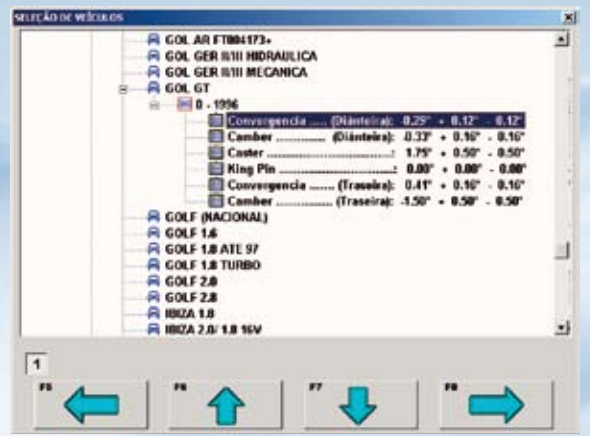 SELEÇÃO DE VEÍCULOS
GOL AR FT004173+
GOL GER II/III HIDRAULICA
GOL GER II/III MECANICA
GOL GT
0 - 1996
Convergencia ..... (Diânteira): 0.29° + 0.12° - 0.12°
Camber ............. (Diânteira): -0.33° + 0.16° - 0.16°
Caster ..................................: 1.75° + 0.50° - 0.50°
King Pin ...............................: 0.00° + 0.00° - 0.00°
Convergencia ...... (Traseira): 0.41° + 0.16° - 0.16°
Camber .............. (Traseira): -1.50° + 0.50° - 0.50°
GOLF (NACIONAL)
GOLF 1.6
GOLF 1.8 ATE 97
GOLF 1.8 TURBO
GOLF 2.0
GOLF 2.8
IBIZA 1.8
IBIZA 2.0/ 1.8 16V
1
F5 F6 F7 F8